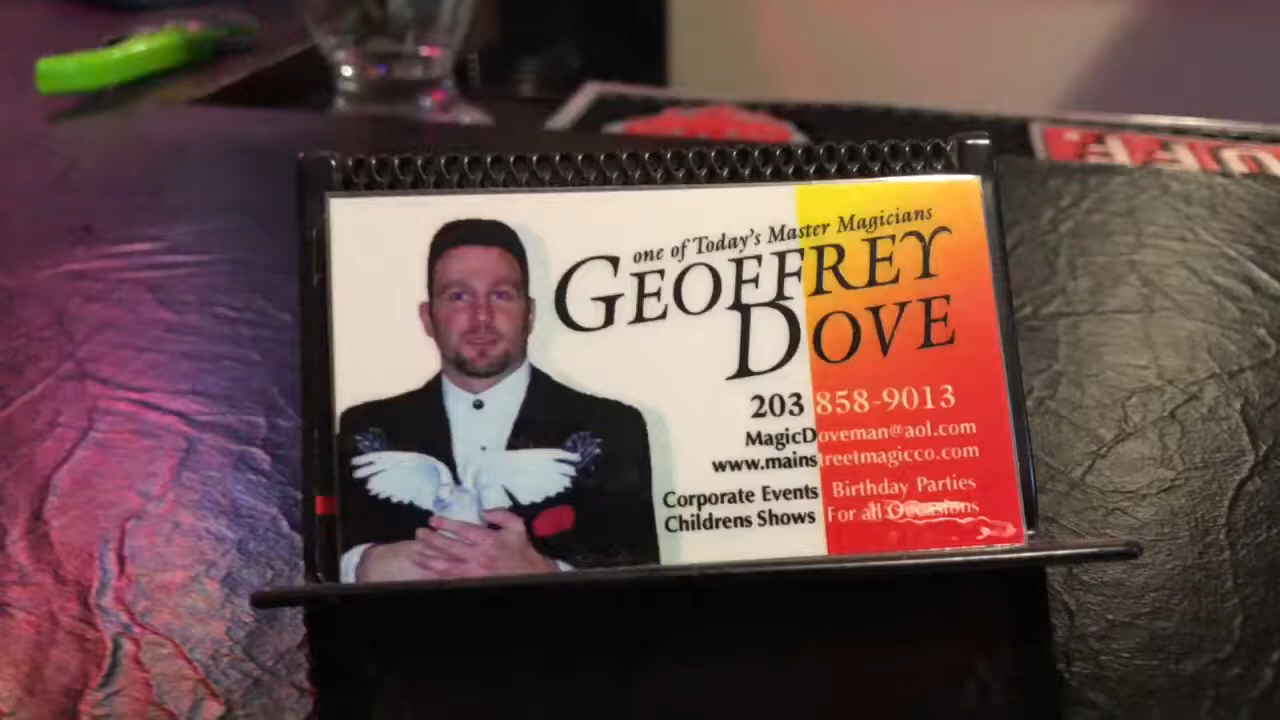 one of Today's Master Magicians
GEOFFREY
DOVE
203 858-9013
MagicDoveman@aol.com
www.mainstreetmagicco.com
Corporate Events Birthday Parties
Childrens Shows For all Occasions